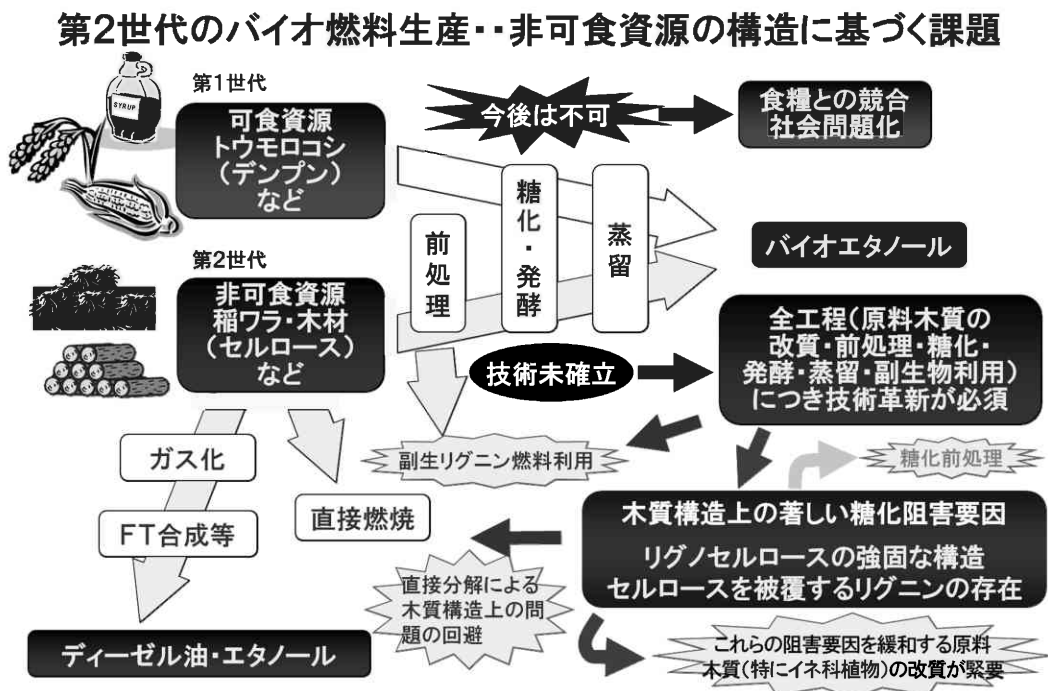 第2世代のバイオ燃料生産・・非可食資源の構造に基づく課題
第1世代
SYRUP
可食資源
トウモロコシ
（デンプン）
など
今後は不可
食糧との競合
社会問題化
前処理
糖化・発酵
蒸留
バイオエタノール
第2世代
非可食資源
稲ワラ・木材
（セルロース）
など
技術未確立
全工程（原料木質の
改質・前処理・糖化・
発酵・蒸留・副生物利用）
につき技術革新が必須
ガス化
副生リグニン燃料利用
糖化前処理
FT合成等
直接燃焼
木質構造上の著しい糖化阻害要因
リグノセルロースの強固な構造
セルロースを被覆するリグニンの存在
直接分解による
木質構造上の問
題の回避
ディーゼル油・エタノール
これらの阻害要因を緩和する原料
木質（特にイネ科植物）の改質が緊要